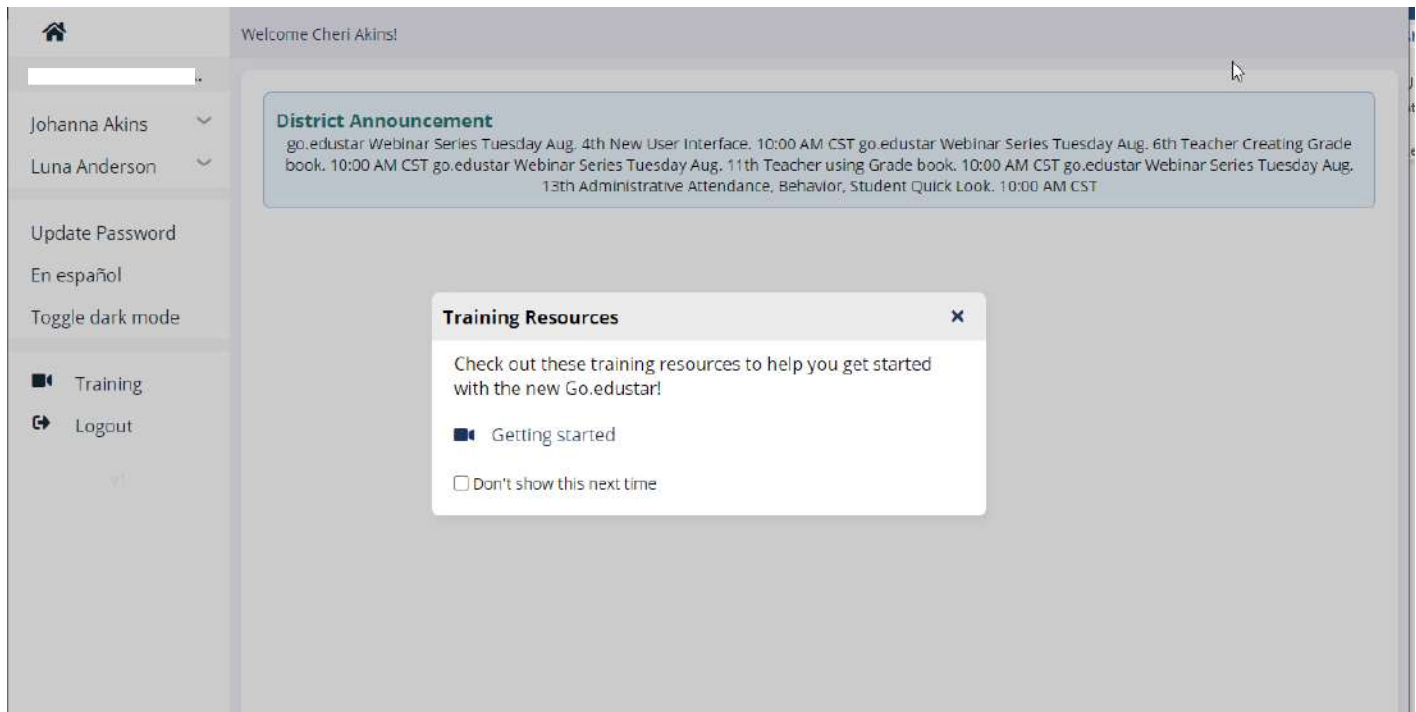 Welcome Cheri Akins!
..
Johanna Akins
Luna Anderson
Update Password
En español
Toggle dark mode
Training
Logout
v1
District Announcement
go.edustar Webinar Series Tuesday Aug. 4th New User Interface. 10:00 AM CST go.edustar Webinar Series Tuesday Aug. 6th Teacher Creating Grade
book. 10:00 AM CST go.edustar Webinar Series Tuesday Aug. 11th Teacher using Grade book. 10:00 AM CST go.edustar Webinar Series Tuesday Aug.
13th Administrative Attendance, Behavior, Student Quick Look. 10:00 AM CST
Training Resources
Check out these training resources to help you get started
with the new Go.edustar!
Getting started
Don't show this next time